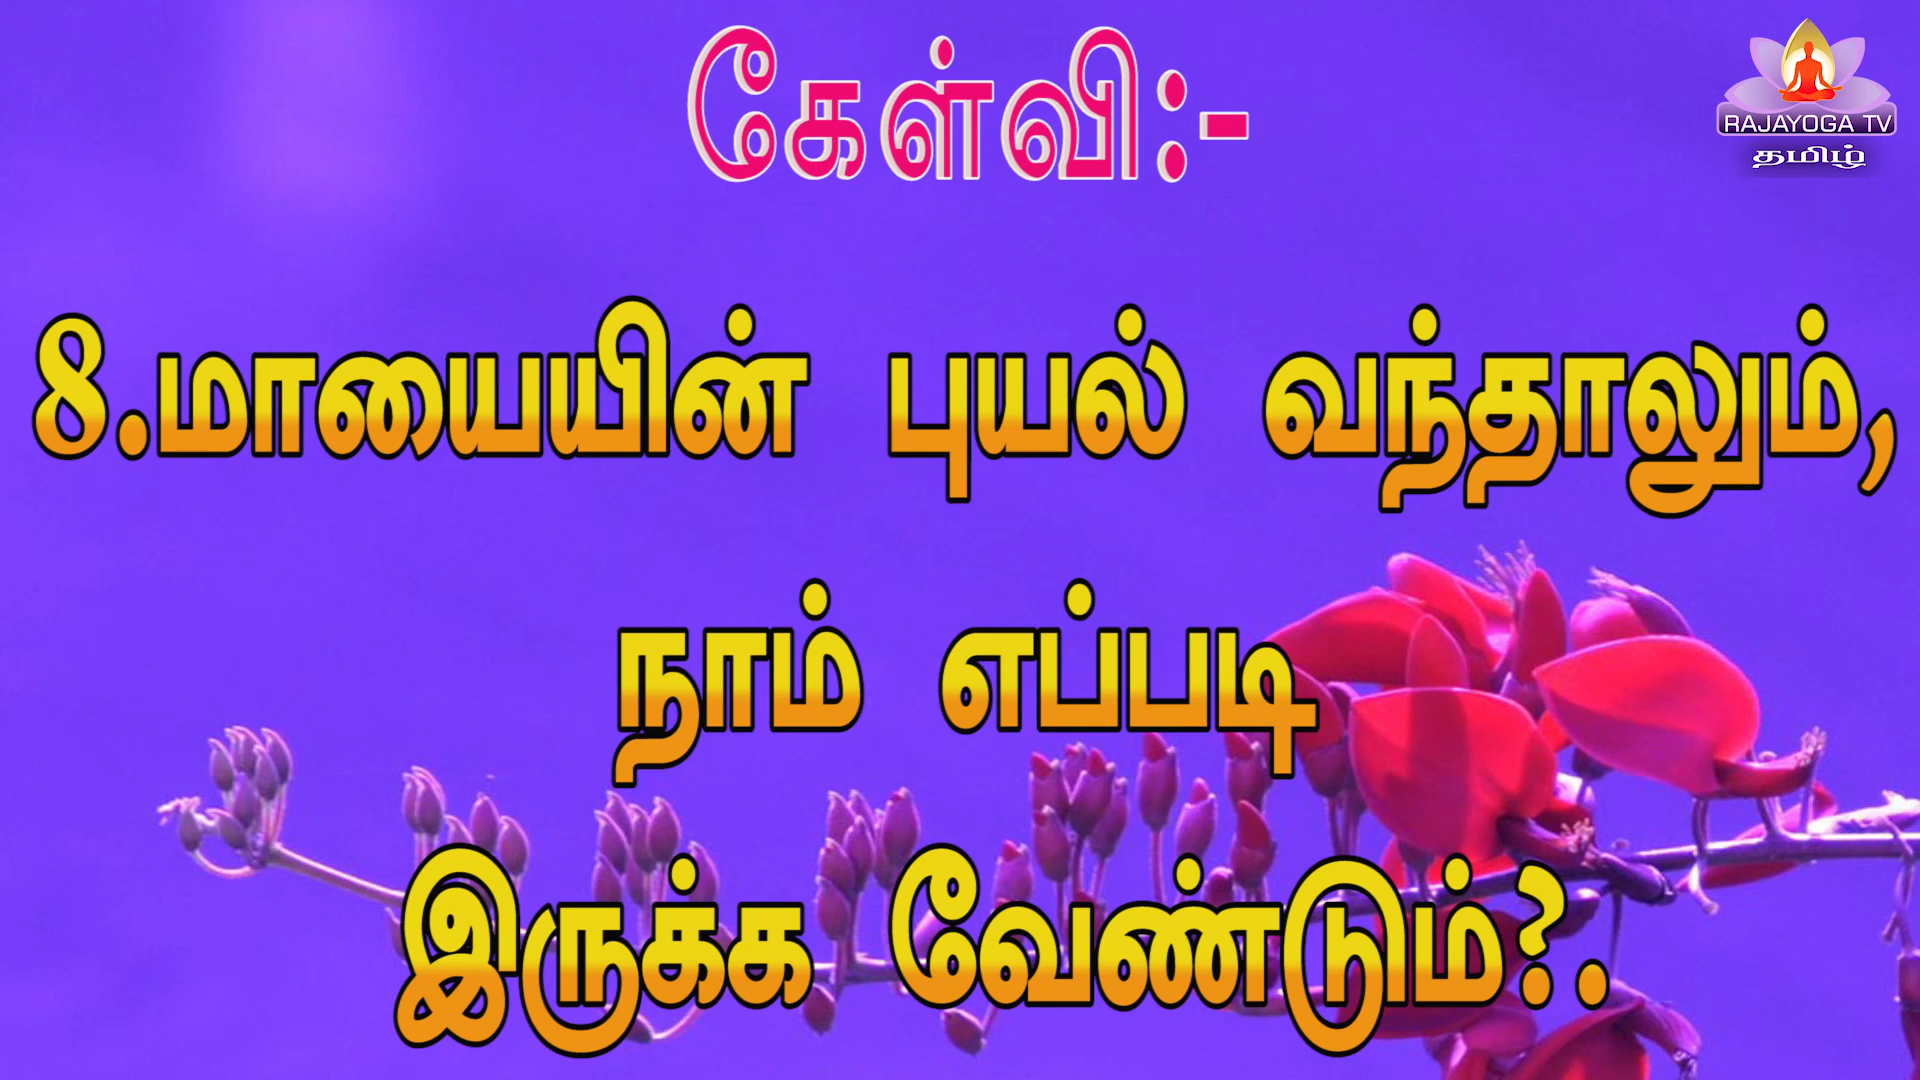 கேள்வி:-
RAJAYOGA TV
தமிழ்
8.மாயையின் புயல் வந்தாலும்,
நாம் எப்படி
இருக்க வேண்டும்?.